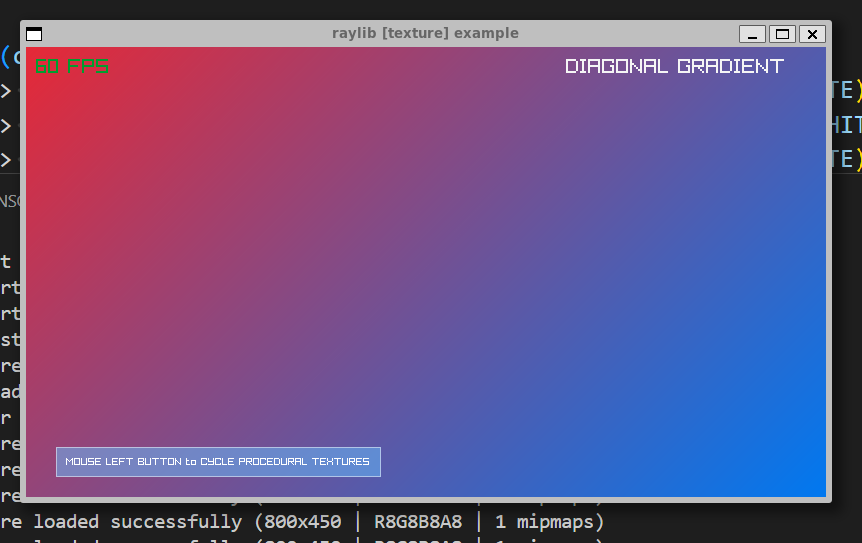 raylib [texture] example
60 FPS
DIAGONAL GRADIENT
TE)
HIT
TE)
NSO
t
rt
rt
st
re
ad
r
re
re
MOUSE LEFT BUTTON to CYCLE PROCEDURAL TEXTURES
re
re loaded successfully (800x450 | R8G8B8A8 | 1 mipmaps)